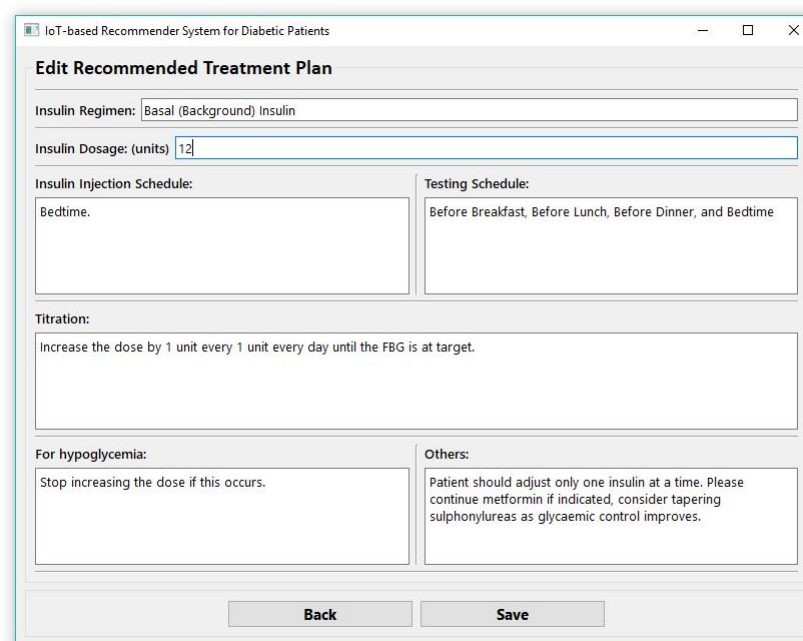 IoT-based Recommender System for Diabetic Patients
Edit Recommended Treatment Plan
Insulin Regimen: Basal (Background) Insulin
Insulin Dosage: (units) 12
Insulin Injection Schedule:
Bedtime.
Testing Schedule:
Before Breakfast, Before Lunch, Before Dinner, and Bedtime
Titration:
Increase the dose by 1 unit every 1 unit every day until the FBG is at target.
For hypoglycemia:
Stop increasing the dose if this occurs.
Others:
Patient should adjust only one insulin at a time. Please
continue metformin if indicated, consider tapering
sulphonylureas as glycaemic control improves.
Back
Save